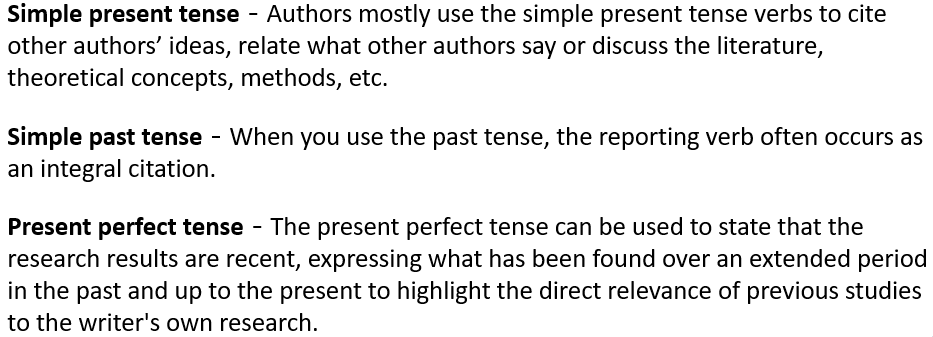 Simple present tense - Authors mostly use the simple present tense verbs to cite
other authors’ ideas, relate what other authors say or discuss the literature,
theoretical concepts, methods, etc.
Simple past tense - When you use the past tense, the reporting verb often occurs as
an integral citation.
Present perfect tense - The present perfect tense can be used to state that the
research results are recent, expressing what has been found over an extended period
in the past and up to the present to highlight the direct relevance of previous studies
to the writer's own research.